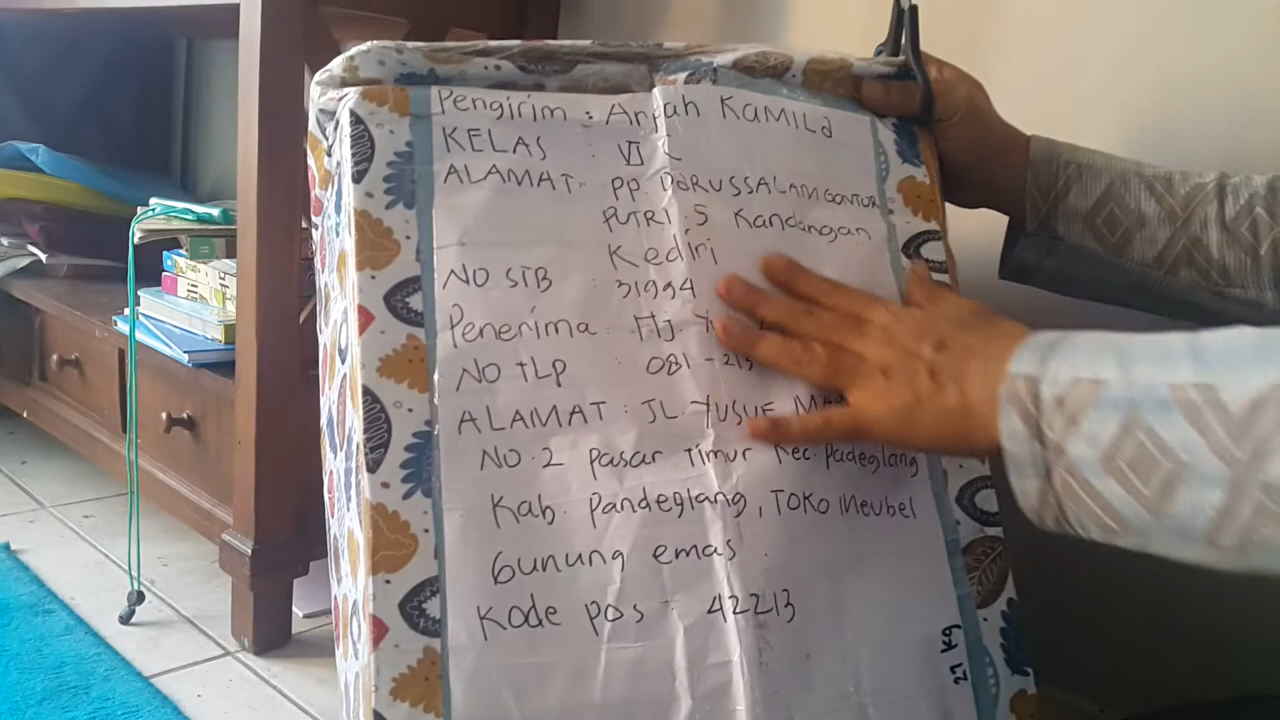 Pengirim : Arfah KaMILa
KELAS : VI C
ALAMAT : PP. DaRUSSALAM GONTOR
PUTRI : 5 Kandangan
Kediri
NO STB : 31994
Penerima : Hj.
NO TLP : 081 - 213
ALAMAT : JL. YUSUF
NO. 2 Pasar Timur Kec. Padeglang
Kab. Pandeglang, TOKO Meubel
Gunung emas.
Kode pos : 42213
27 kg